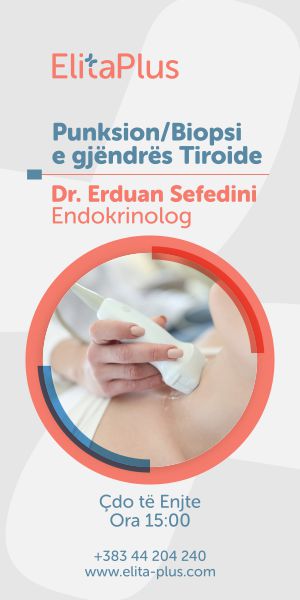 ElitaPlus
Punksion/Biopsi
e gjëndrës Tiroide
Dr. Erduan Sefedini
Endokrinolog
Çdo të Enjte
Ora 15:00
+383 44 204 240
www.elita-plus.com